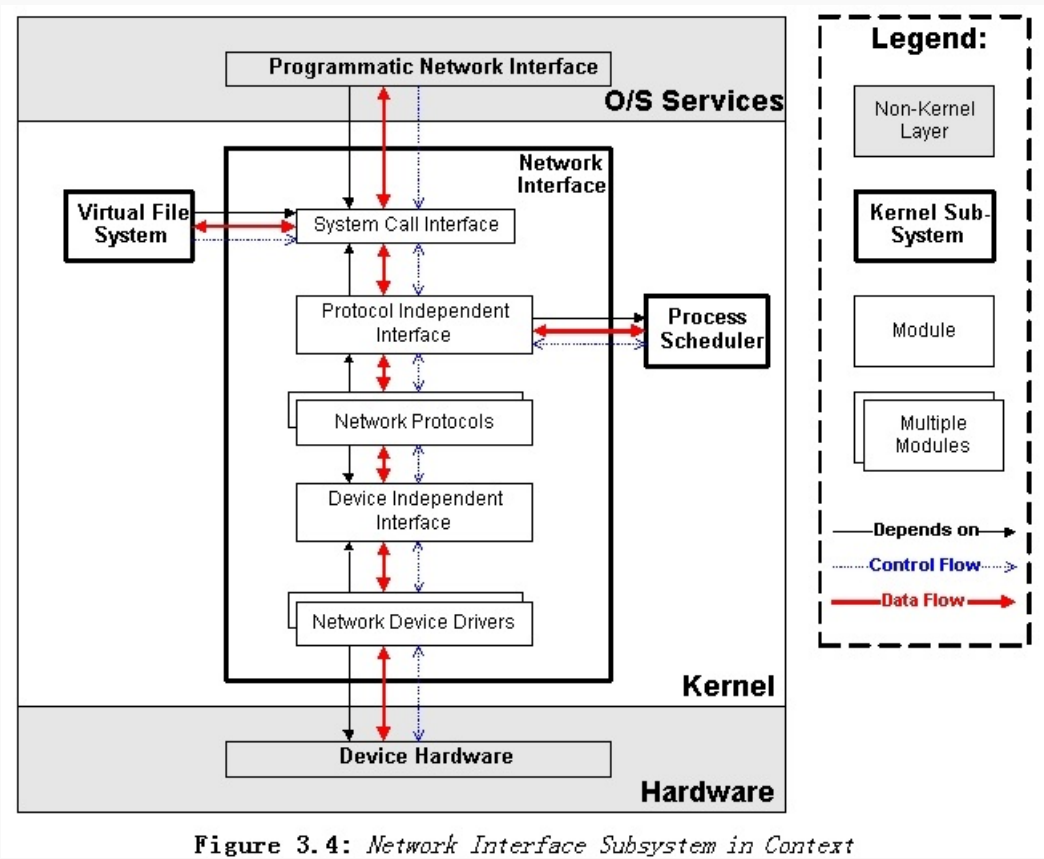 Programmatic Network Interface
O/S Services
Network
Interface
Virtual File
System
System Call Interface
Protocol Independent
Interface
Process
Scheduler
Network Protocols
Device Independent
Interface
Network Device Drivers
Kernel
Device Hardware
Hardware
Legend:
Non-Kernel
Layer
Kernel Sub-
System
Module
Multiple
Modules
Depends on
Control Flow
Data Flow
Figure 3.4: Network Interface Subsystem in Context